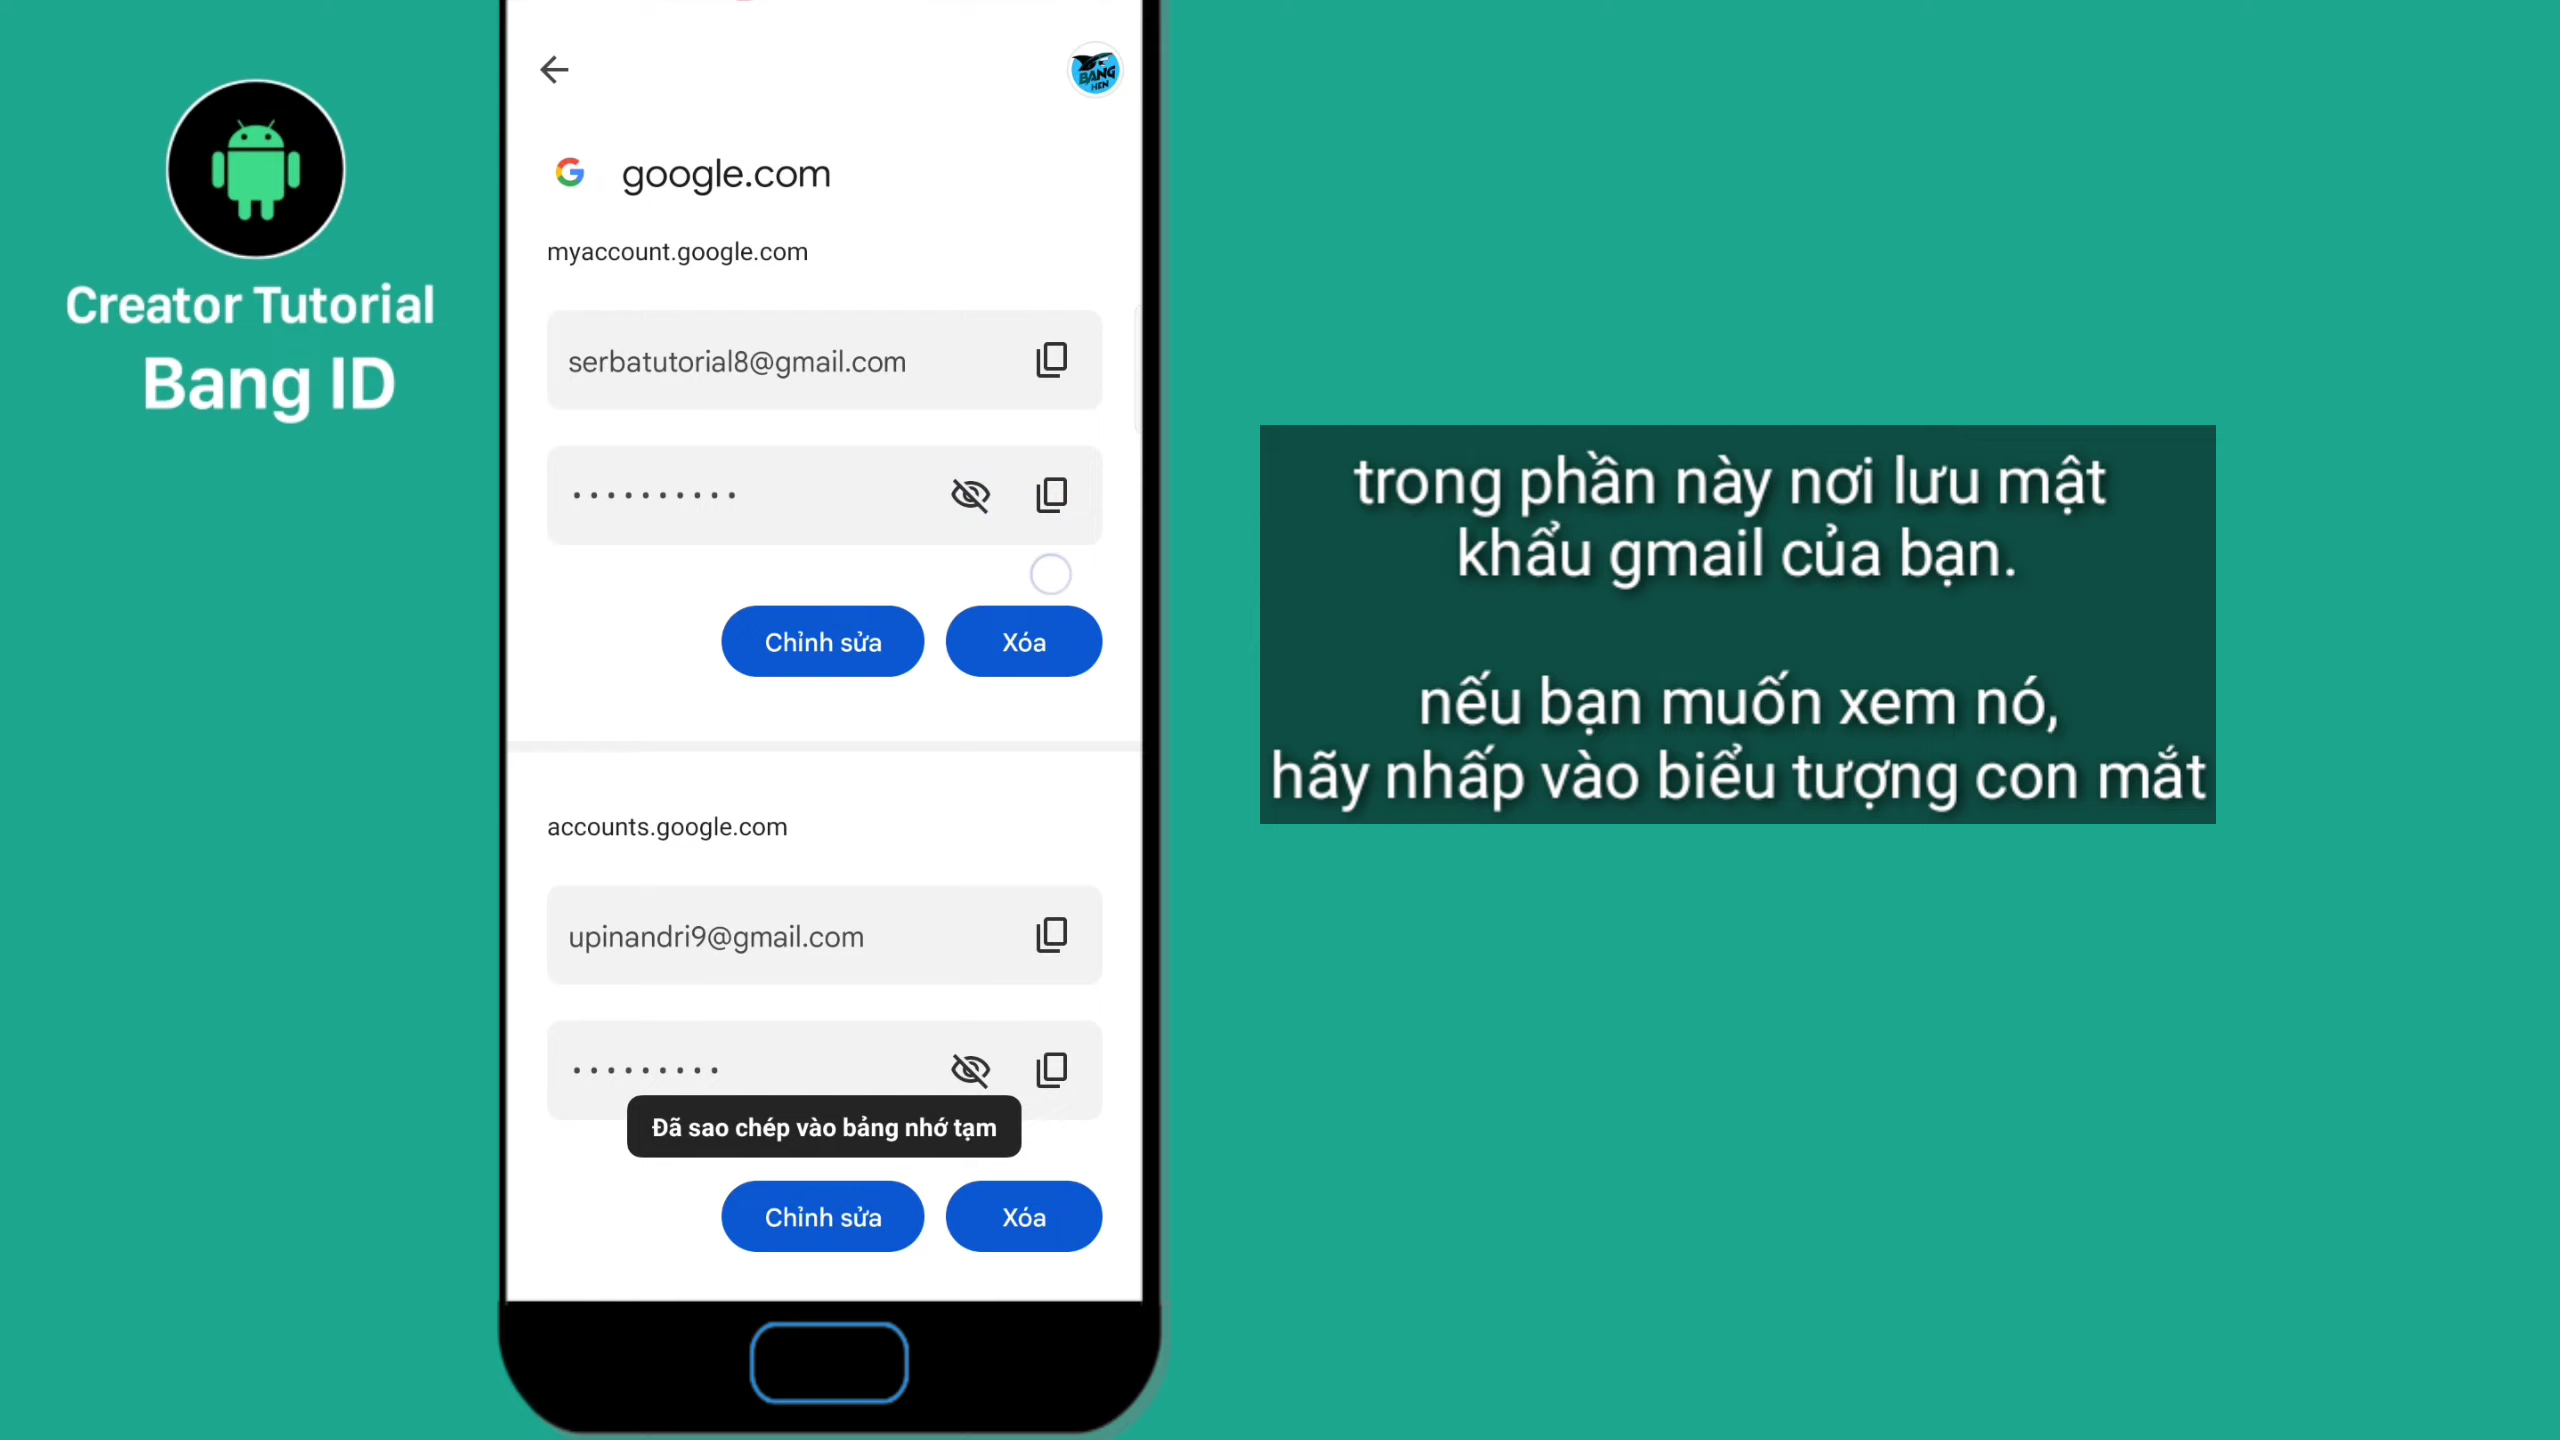 Creator Tutorial
Bang ID
BANG
HEN
google.com
myaccount.google.com
serbatutorial8@gmail.com
••••••••••
Chỉnh sửa
Xóa
accounts.google.com
upinandri9@gmail.com
•••••••••
Đã sao chép vào bảng nhớ tạm
Chỉnh sửa
Xóa
trong phần này nơi lưu mật
khẩu gmail của bạn.
nếu bạn muốn xem nó,
hãy nhấp vào biểu tượng con mắt